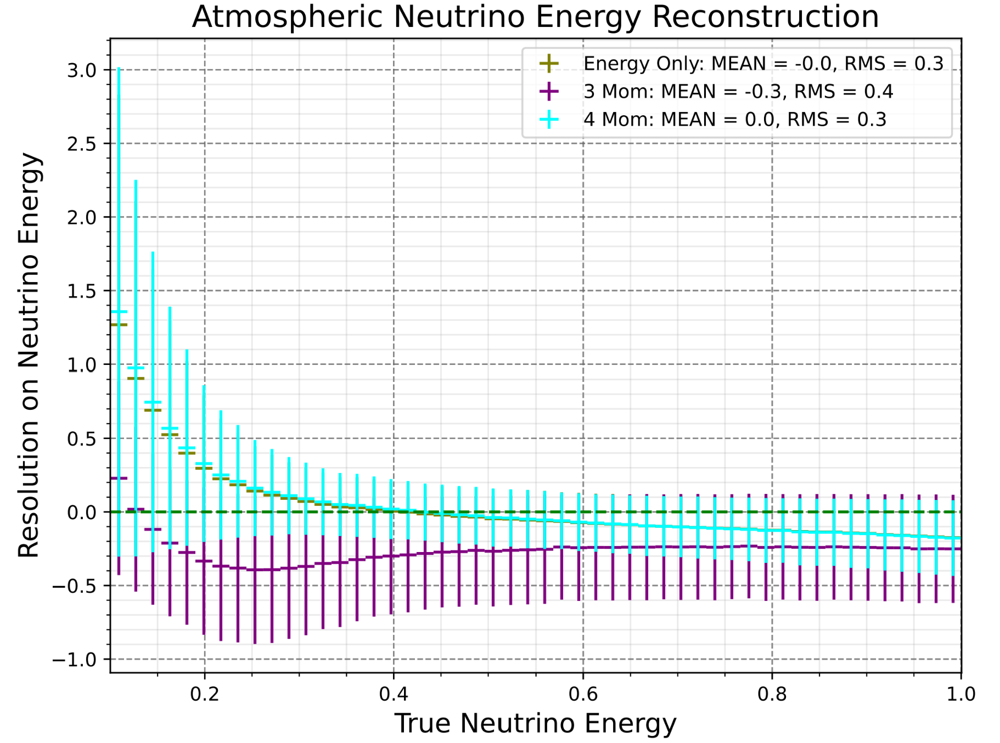 Atmospheric Neutrino Energy Reconstruction
Energy Only: MEAN = -0.0, RMS = 0.3
3 Mom: MEAN = -0.3, RMS = 0.4
4 Mom: MEAN = 0.0, RMS = 0.3
Resolution on Neutrino Energy
3.0
2.5
2.0
1.5
1.0
0.5
0.0
−0.5
−1.0
0.2 0.4 0.6 0.8 1.0
True Neutrino Energy